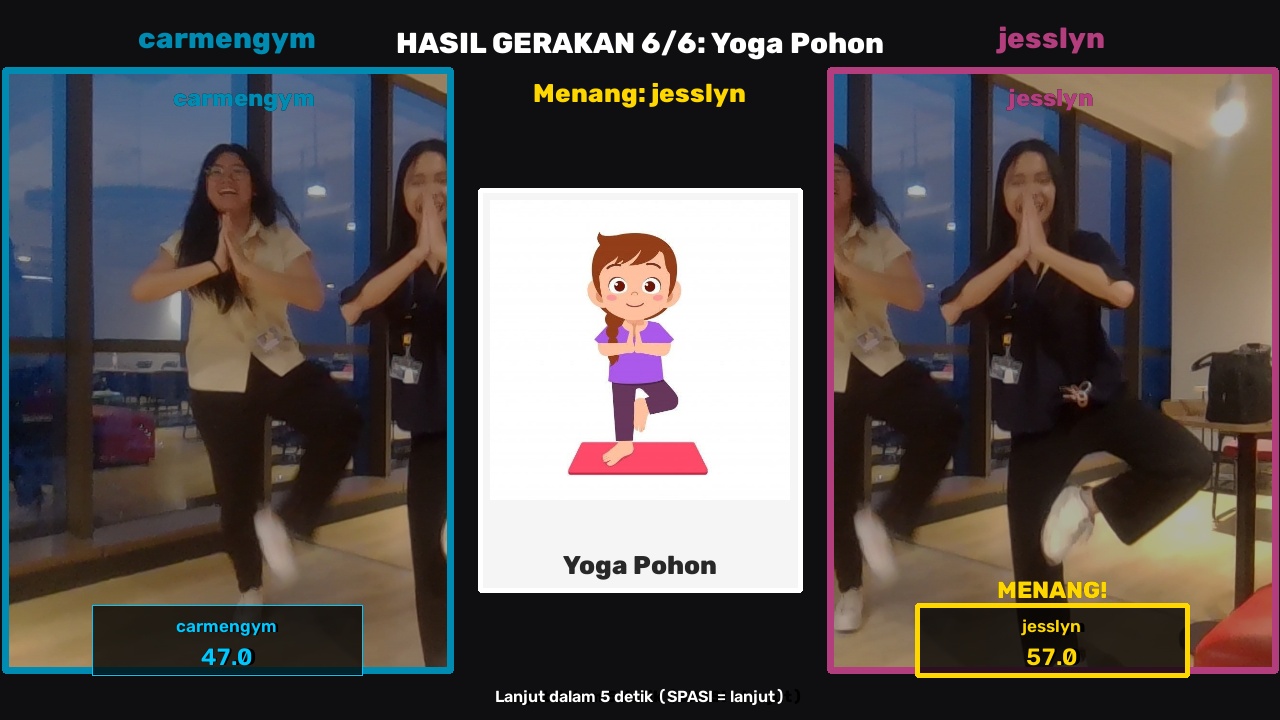 carmengym
HASIL GERAKAN 6/6: Yoga Pohon
jesslyn
Menang: jesslyn
carmengym
jesslyn
Yoga Pohon
MENANG!
carmengym
47.0
jesslyn
57.0
Lanjut dalam 5 detik (SPASI = lanjut)